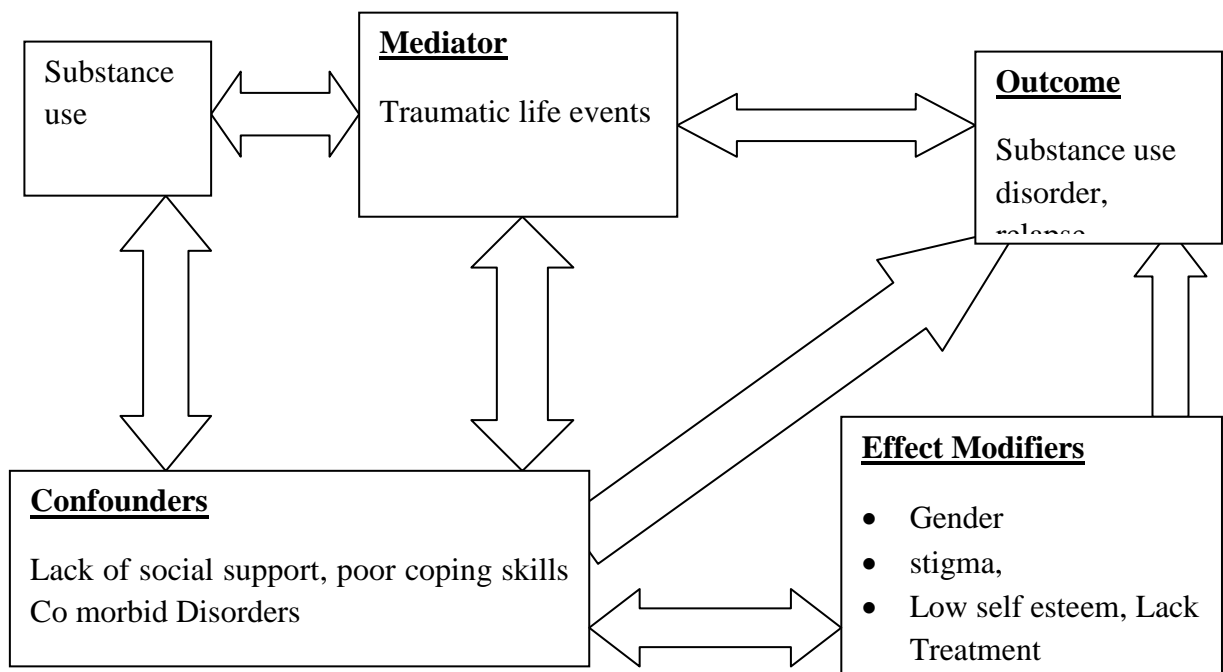 Substance
use
Mediator
Traumatic life events
Outcome
Substance use
disorder,
relapse
Confounders
Lack of social support, poor coping skills
Co morbid Disorders
Effect Modifiers
• Gender
• stigma,
• Low self esteem, Lack
Treatment